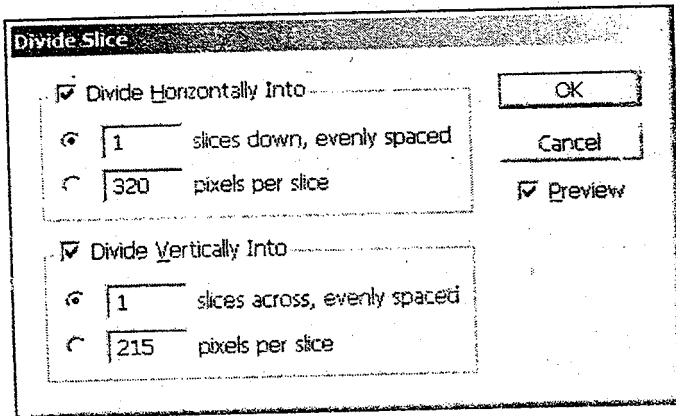 Divide Slice
Divide Horizontally Into
1 slices down, evenly spaced
320 pixels per slice
Divide Vertically Into
1 slices across, evenly spaced
215 pixels per slice
OK
Cancel
Preview